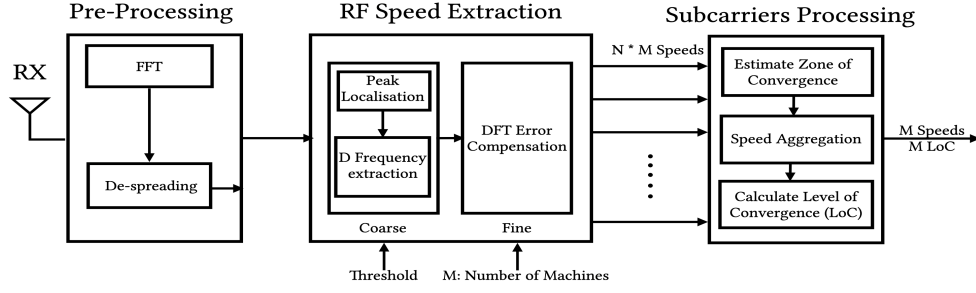 Pre-Processing
RF Speed Extraction
Subcarriers Processing
RX
FFT
De-spreading
Peak
Localisation
D Frequency
extraction
DFT Error
Compensation
Coarse
Fine
Threshold
M: Number of Machines
N * M Speeds
Estimate Zone of
Convergence
Speed Aggregation
Calculate Level of
Convergence (LoC)
M Speeds
M LoC